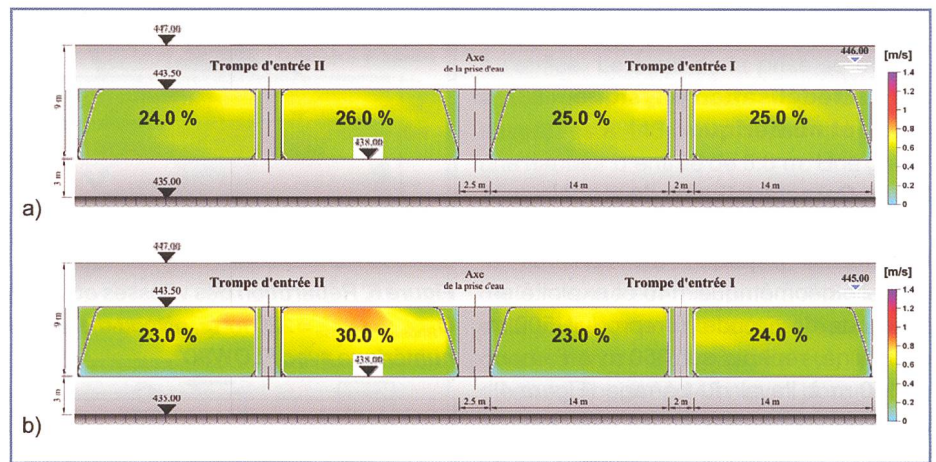 447.00
Trompe d'entrée II
Axe
de la prise d'eau
Trompe d'entrée I
446.00
[m/s]
443.50
9 m
24.0 %
26.0 %
25.0 %
25.0 %
438.00
3 m
435.00
2.5 m
14 m
2 m
14 m
1.4
1.2
1
0.8
0.6
0.4
0.2
0
a)
447.00
Trompe d'entrée II
Axe
de la prise d'eau
Trompe d'entrée I
445.00
[m/s]
443.50
9 m
23.0 %
30.0 %
23.0 %
24.0 %
438.00
3 m
435.00
2.5 m
14 m
2 m
14 m
1.4
1.2
1
0.8
0.6
0.4
0.2
0
b)